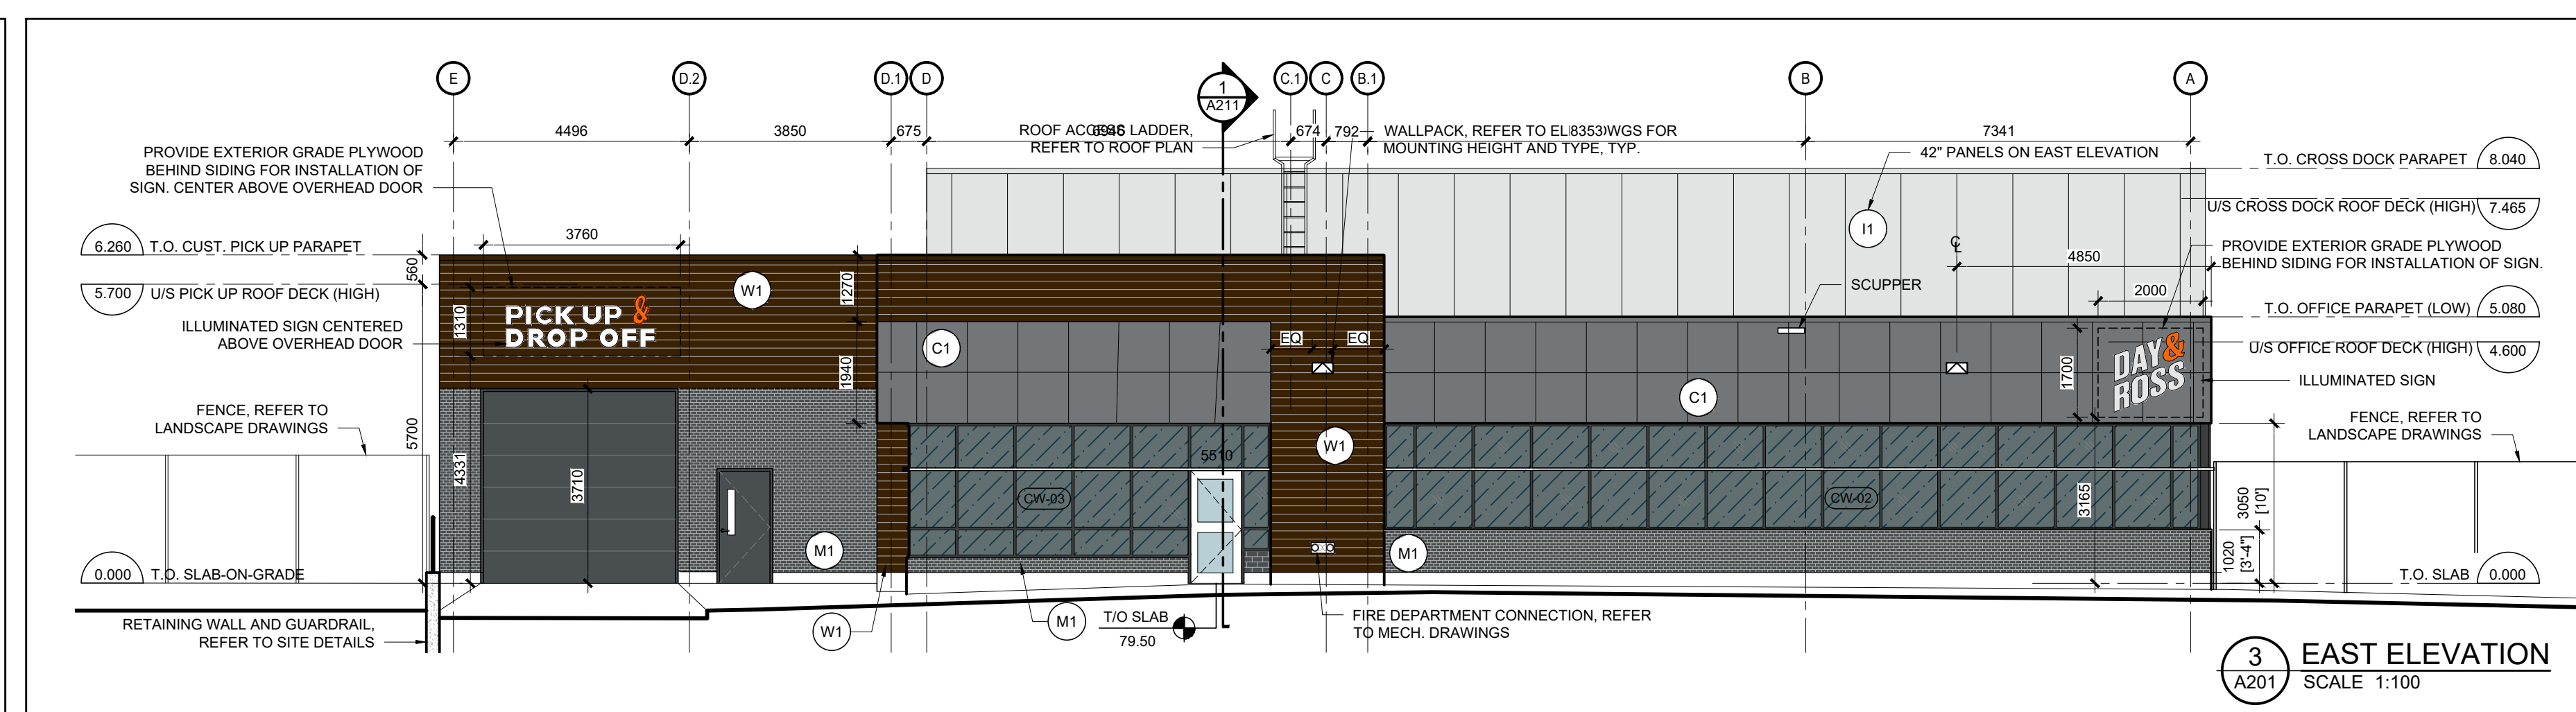 E
D.2
D.1
D
1
A211
C.1
C
B.1
B
A
4496
3850
675
6946
674
792
8353
7341
ROOF ACCESS LADDER,
REFER TO ROOF PLAN
WALLPACK, REFER TO EL
WGS FOR
MOUNTING HEIGHT AND TYPE, TYP.
42" PANELS ON EAST ELEVATION
PROVIDE EXTERIOR GRADE PLYWOOD
BEHIND SIDING FOR INSTALLATION OF
SIGN. CENTER ABOVE OVERHEAD DOOR
T.O. CROSS DOCK PARAPET 8.040
U/S CROSS DOCK ROOF DECK (HIGH) 7.465
6.260 T.O. CUST. PICK UP PARAPET
5.700 U/S PICK UP ROOF DECK (HIGH)
3760
560
1310
1270
1940
W1
I1
C1
C1
W1
℄
4850
2000
PROVIDE EXTERIOR GRADE PLYWOOD
BEHIND SIDING FOR INSTALLATION OF SIGN.
SCUPPER
T.O. OFFICE PARAPET (LOW) 5.080
U/S OFFICE ROOF DECK (HIGH) 4.600
ILLUMINATED SIGN CENTERED
ABOVE OVERHEAD DOOR
PICK UP &
DROP OFF
EQ
EQ
1700
DAY &
ROSS
ILLUMINATED SIGN
FENCE, REFER TO
LANDSCAPE DRAWINGS
FENCE, REFER TO
LANDSCAPE DRAWINGS
5700
4331
3710
5510
CW-03
CW-02
3165
3050
[10']
1020
[3'-4"]
M1
M1
0.000 T.O. SLAB-ON-GRADE
T.O. SLAB 0.000
RETAINING WALL AND GUARDRAIL,
REFER TO SITE DETAILS
W1
M1
T/O SLAB
79.50
FIRE DEPARTMENT CONNECTION, REFER
TO MECH. DRAWINGS
3
A201
EAST ELEVATION
SCALE 1:100